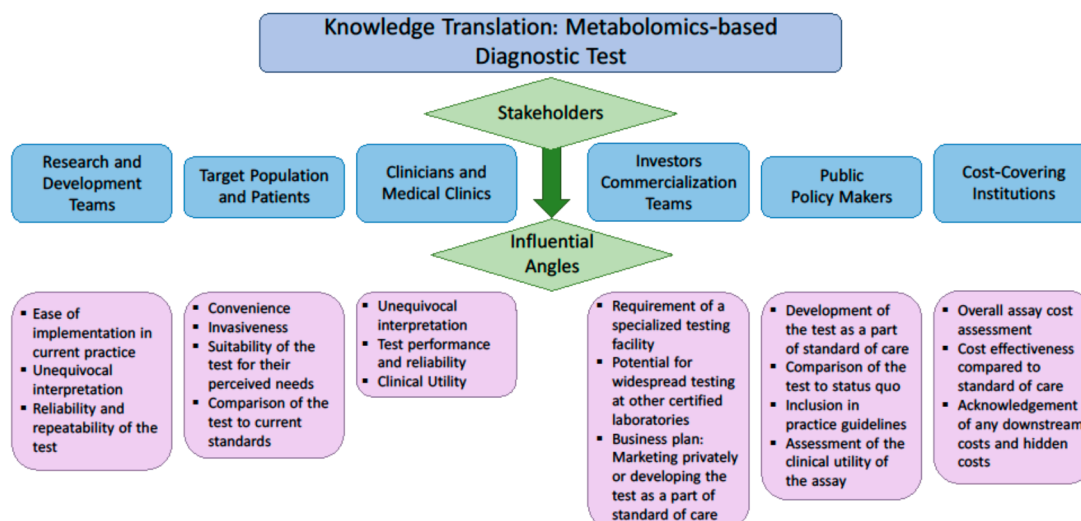 Knowledge Translation: Metabolomics-based
Diagnostic Test
Stakeholders
Research and
Development
Teams
Target Population
and Patients
Clinicians and
Medical Clinics
Investors
Commercialization
Teams
Public
Policy Makers
Cost-Covering
Institutions
Influential
Angles
▪ Ease of
implementation in
current practice
▪ Unequivocal
interpretation
▪ Reliability and
repeatability of the
test
▪ Convenience
▪ Invasiveness
▪ Suitability of the
test for their
perceived needs
▪ Comparison of the
test to current
standards
▪ Unequivocal
interpretation
▪ Test performance
and reliability
▪ Clinical Utility
▪ Requirement of a
specialized testing
facility
▪ Potential for
widespread testing
at other certified
laboratories
▪ Business plan:
Marketing privately
or developing the
test as a part of
standard of care
▪ Development of
the test as a part
of standard of care
▪ Comparison of the
test to status quo
▪ Inclusion in
practice guidelines
▪ Assessment of the
clinical utility of
the assay
▪ Overall assay cost
assessment
▪ Cost effectiveness
compared to
standard of care
▪ Acknowledgement
of any downstream
costs and hidden
costs